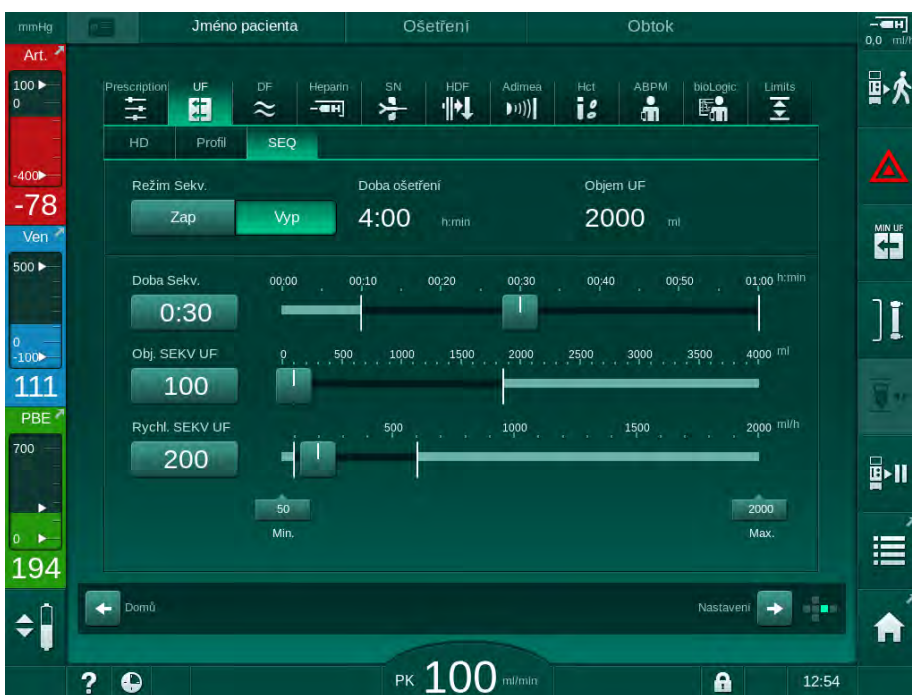 mmHg Jméno pacienta Ošetření Obtok
0,0 ml/h
Art.
100
0
-400
-78
Ven
500
0
-100
111
PBE
700
0
194
Prescription UF DF Heparin SN HDF Adimea Hct ABPM bioLogic Limits
HD Profil SEQ
Režim Sekv. Doba ošetření Objem UF
Zap Vyp 4:00 h:min 2000 ml
Doba Sekv. 00:00 00:10 00:20 00:30 00:40 00:50 01:00 h:min
0:30
Obj. SEKV UF 0 500 1000 1500 2000 2500 3000 3500 4000 ml
100
Rychl. SEKV UF 500 1000 1500 2000 ml/h
200
50 2000
Min. Max.
MIN UF
Domů Nastavení
? PK 100 ml/min 12:54